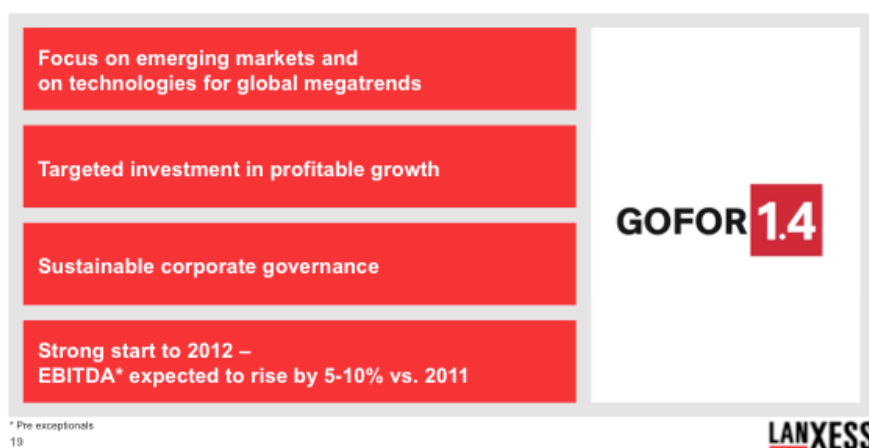 Focus on emerging markets and
on technologies for global megatrends
Targeted investment in profitable growth
Sustainable corporate governance
Strong start to 2012 –
EBITDA* expected to rise by 5-10% vs. 2011
GOFOR 1.4
* Pre exceptionals
19
LANXESS